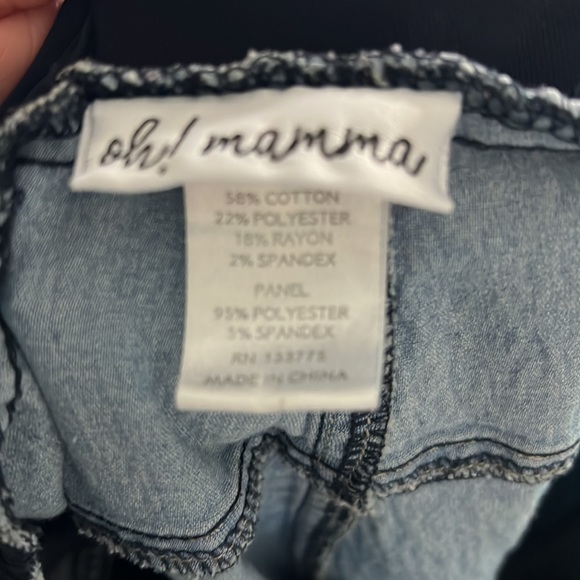 oh! mamma
58% COTTON
22% POLYESTER
18% RAYON
2% SPANDEX
PANEL
95% POLYESTER
5% SPANDEX
RN 133775
MADE IN CHINA